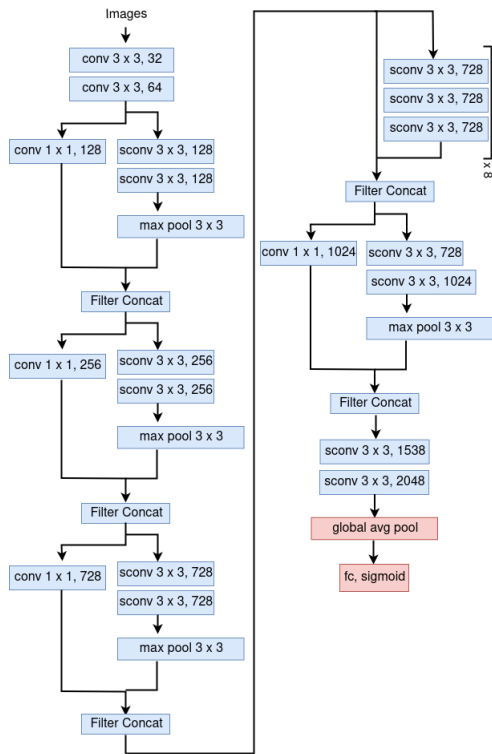 Images
conv 3 x 3, 32
conv 3 x 3, 64
conv 1 x 1, 128
sconv 3 x 3, 128
sconv 3 x 3, 128
max pool 3 x 3
Filter Concat
conv 1 x 1, 256
sconv 3 x 3, 256
sconv 3 x 3, 256
max pool 3 x 3
Filter Concat
conv 1 x 1, 728
sconv 3 x 3, 728
sconv 3 x 3, 728
max pool 3 x 3
Filter Concat
sconv 3 x 3, 728
sconv 3 x 3, 728
sconv 3 x 3, 728
x 8
Filter Concat
conv 1 x 1, 1024
sconv 3 x 3, 728
sconv 3 x 3, 1024
max pool 3 x 3
Filter Concat
sconv 3 x 3, 1538
sconv 3 x 3, 2048
global avg pool
fc, sigmoid